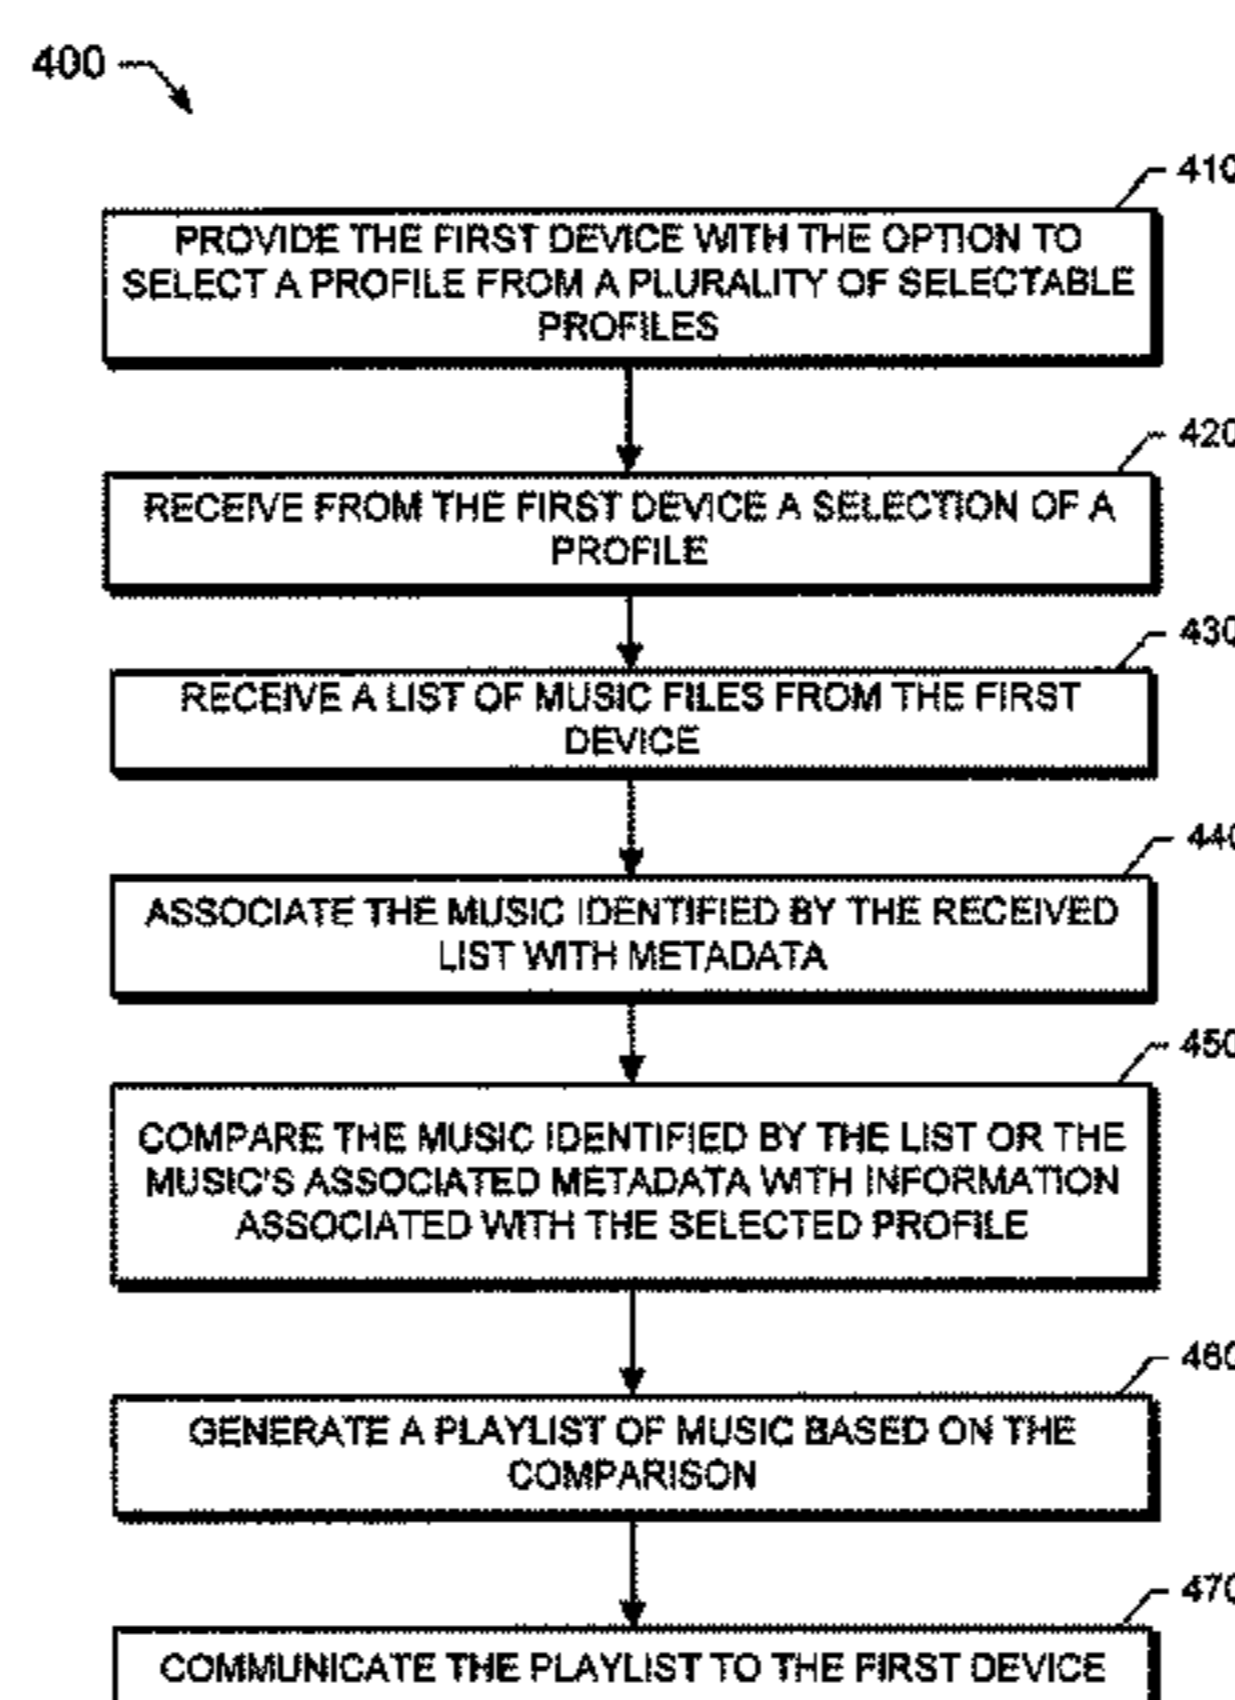 400
410
PROVIDE THE FIRST DEVICE WITH THE OPTION TO
SELECT A PROFILE FROM A PLURALITY OF SELECTABLE
PROFILES
420
RECEIVE FROM THE FIRST DEVICE A SELECTION OF A
PROFILE
430
RECEIVE A LIST OF MUSIC FILES FROM THE FIRST
DEVICE
440
ASSOCIATE THE MUSIC IDENTIFIED BY THE RECEIVED
LIST WITH METADATA
450
COMPARE THE MUSIC IDENTIFIED BY THE LIST OR THE
MUSIC'S ASSOCIATED METADATA WITH INFORMATION
ASSOCIATED WITH THE SELECTED PROFILE
460
GENERATE A PLAYLIST OF MUSIC BASED ON THE
COMPARISON
470
COMMUNICATE THE PLAYLIST TO THE FIRST DEVICE